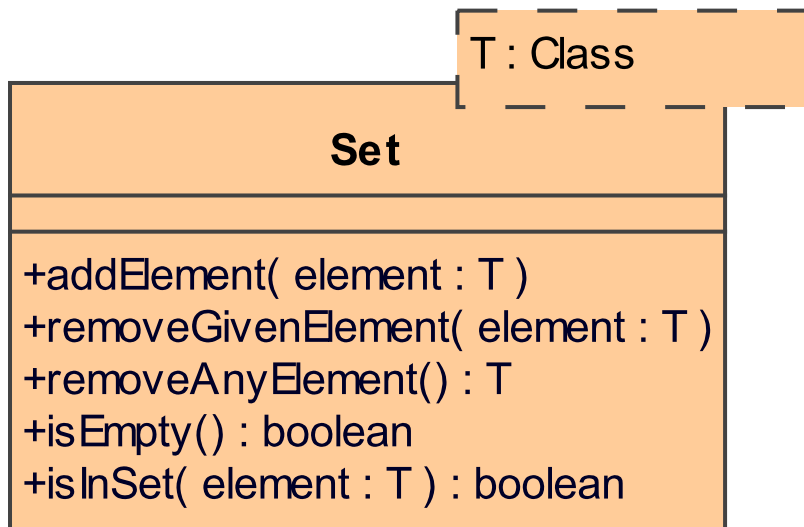 T : Class
Set
+addElement( element : T )
+removeGivenElement( element : T )
+removeAnyElement() : T
+isEmpty() : boolean
+isInSet( element : T ) : boolean